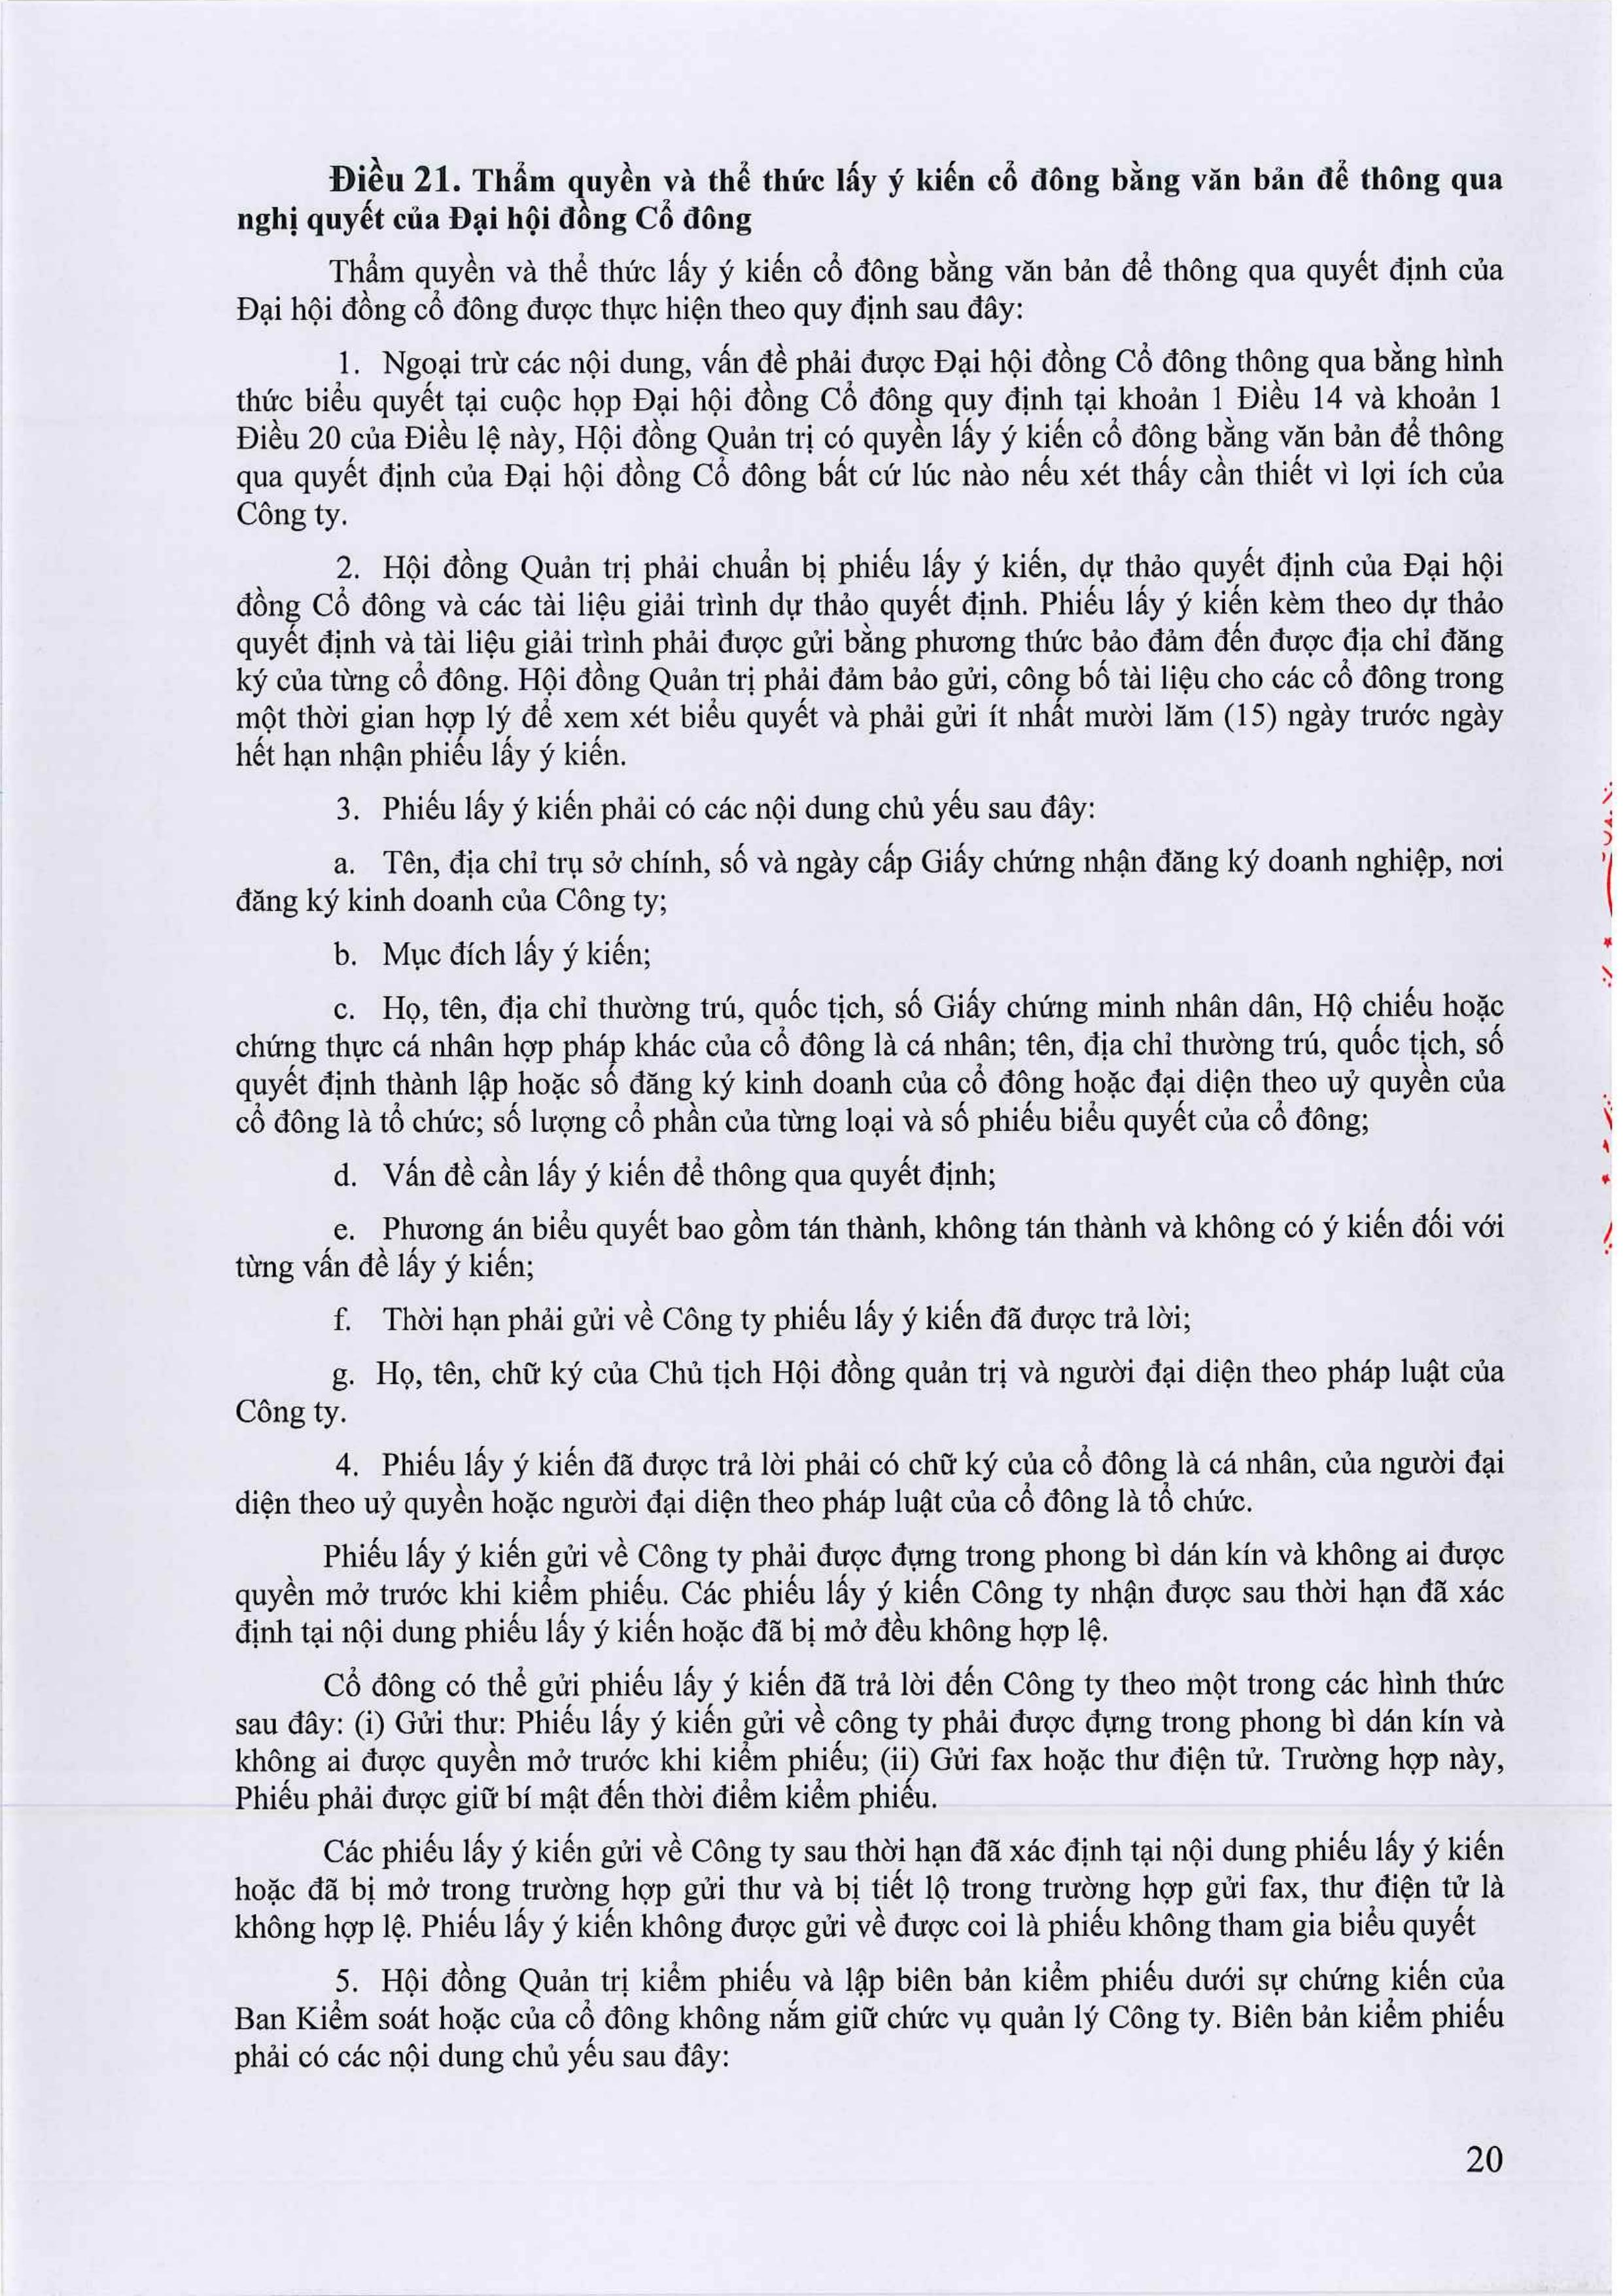 Điều 21. Thẩm quyền và thể thức lấy ý kiến cổ đông bằng văn bản để thông qua
nghị quyết của Đại hội đồng Cổ đông
Thẩm quyền và thể thức lấy ý kiến cổ đông bằng văn bản để thông qua quyết định của
Đại hội đồng cổ đông được thực hiện theo quy định sau đây:
1. Ngoại trừ các nội dung, vấn đề phải được Đại hội đồng Cổ đông thông qua bằng hình
thức biểu quyết tại cuộc họp Đại hội đồng Cổ đông quy định tại khoản 1 Điều 14 và khoản 1
Điều 20 của Điều lệ này, Hội đồng Quản trị có quyền lấy ý kiến cổ đông bằng văn bản để thông
qua quyết định của Đại hội đồng Cổ đông bất cứ lúc nào nếu xét thấy cần thiết vì lợi ích của
Công ty.
2. Hội đồng Quản trị phải chuẩn bị phiếu lấy ý kiến, dự thảo quyết định của Đại hội
đồng Cổ đông và các tài liệu giải trình dự thảo quyết định. Phiếu lấy ý kiến kèm theo dự thảo
quyết định và tài liệu giải trình phải được gửi bằng phương thức bảo đảm đến được địa chỉ đăng
ký của từng cổ đông. Hội đồng Quản trị phải đảm bảo gửi, công bố tài liệu cho các cổ đông trong
một thời gian hợp lý để xem xét biểu quyết và phải gửi ít nhất mười lăm (15) ngày trước ngày
hết hạn nhận phiếu lấy ý kiến.
3. Phiếu lấy ý kiến phải có các nội dung chủ yếu sau đây:
a. Tên, địa chỉ trụ sở chính, số và ngày cấp Giấy chứng nhận đăng ký doanh nghiệp, nơi
đăng ký kinh doanh của Công ty;
b. Mục đích lấy ý kiến;
c. Họ, tên, địa chỉ thường trú, quốc tịch, số Giấy chứng minh nhân dân, Hộ chiếu hoặc
chứng thực cá nhân hợp pháp khác của cổ đông là cá nhân; tên, địa chỉ thường trú, quốc tịch, số
quyết định thành lập hoặc số đăng ký kinh doanh của cổ đông hoặc đại diện theo uỷ quyền của
cổ đông là tổ chức; số lượng cổ phần của từng loại và số phiếu biểu quyết của cổ đông;
d. Vấn đề cần lấy ý kiến để thông qua quyết định;
e. Phương án biểu quyết bao gồm tán thành, không tán thành và không có ý kiến đối với
từng vấn đề lấy ý kiến;
f. Thời hạn phải gửi về Công ty phiếu lấy ý kiến đã được trả lời;
g. Họ, tên, chữ ký của Chủ tịch Hội đồng quản trị và người đại diện theo pháp luật của
Công ty.
4. Phiếu lấy ý kiến đã được trả lời phải có chữ ký của cổ đông là cá nhân, của người đại
diện theo uỷ quyền hoặc người đại diện theo pháp luật của cổ đông là tổ chức.
Phiếu lấy ý kiến gửi về Công ty phải được đựng trong phong bì dán kín và không ai được
quyền mở trước khi kiểm phiếu. Các phiếu lấy ý kiến Công ty nhận được sau thời hạn đã xác
định tại nội dung phiếu lấy ý kiến hoặc đã bị mở đều không hợp lệ.
Cổ đông có thể gửi phiếu lấy ý kiến đã trả lời đến Công ty theo một trong các hình thức
sau đây: (i) Gửi thư: Phiếu lấy ý kiến gửi về công ty phải được đựng trong phong bì dán kín và
không ai được quyền mở trước khi kiểm phiếu; (ii) Gửi fax hoặc thư điện tử. Trường hợp này,
Phiếu phải được giữ bí mật đến thời điểm kiểm phiếu.
Các phiếu lấy ý kiến gửi về Công ty sau thời hạn đã xác định tại nội dung phiếu lấy ý kiến
hoặc đã bị mở trong trường hợp gửi thư và bị tiết lộ trong trường hợp gửi fax, thư điện tử là
không hợp lệ. Phiếu lấy ý kiến không được gửi về được coi là phiếu không tham gia biểu quyết
5. Hội đồng Quản trị kiểm phiếu và lập biên bản kiểm phiếu dưới sự chứng kiến của
Ban Kiểm soát hoặc của cổ đông không nắm giữ chức vụ quản lý Công ty. Biên bản kiểm phiếu
phải có các nội dung chủ yếu sau đây:
20